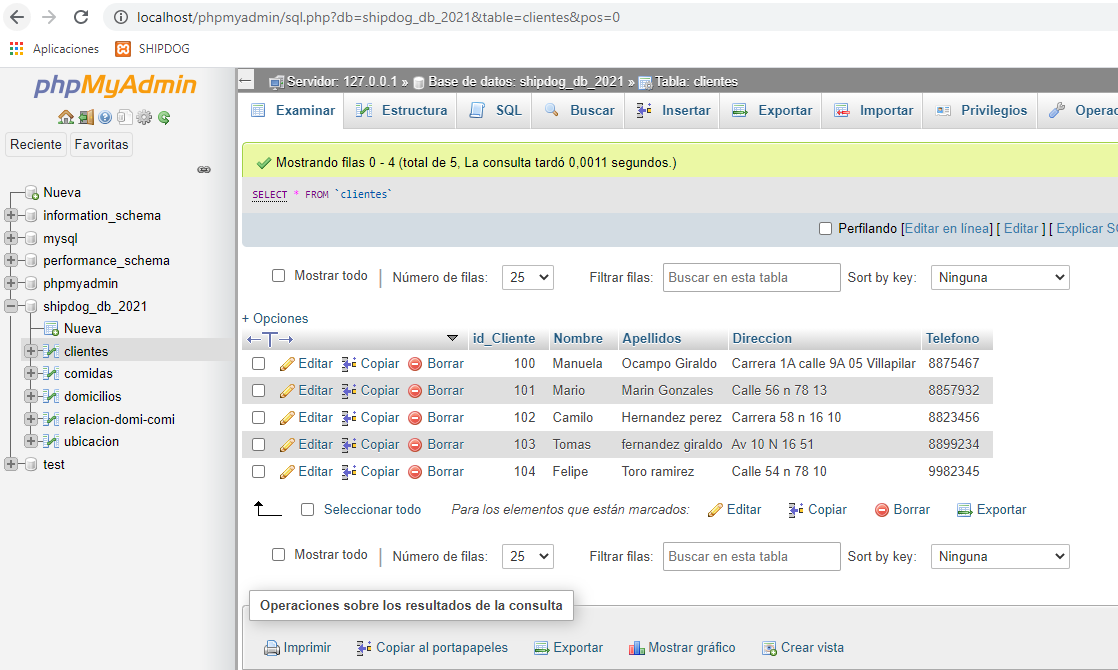 localhost/phpmyadmin/sql.php?db=shipdog_db_2021&table=clientes&pos=0
Aplicaciones SHIPDOG
phpMyAdmin
Reciente Favoritas
Nueva
information_schema
mysql
performance_schema
phpmyadmin
shipdog_db_2021
Nueva
clientes
comidas
domicilios
relacion-domi-comi
ubicacion
test
Servidor: 127.0.0.1 » Base de datos: shipdog_db_2021 » Tabla: clientes
Examinar Estructura SQL Buscar Insertar Exportar Importar Privilegios Operac
Mostrando filas 0 - 4 (total de 5, La consulta tardó 0,0011 segundos.)
SELECT * FROM `clientes`
Perfilando [Editar en línea] [ Editar ] [ Explicar SQ
Mostrar todo | Número de filas: 25 Filtrar filas: Buscar en esta tabla Sort by key: Ninguna
+ Opciones
←T→ id_Cliente Nombre Apellidos Direccion Telefono
Editar Copiar Borrar 100 Manuela Ocampo Giraldo Carrera 1A calle 9A 05 Villapilar 8875467
Editar Copiar Borrar 101 Mario Marin Gonzales Calle 56 n 78 13 8857932
Editar Copiar Borrar 102 Camilo Hernandez perez Carrera 58 n 16 10 8823456
Editar Copiar Borrar 103 Tomas fernandez giraldo Av 10 N 16 51 8899234
Editar Copiar Borrar 104 Felipe Toro ramirez Calle 54 n 78 10 9982345
Seleccionar todo Para los elementos que están marcados: Editar Copiar Borrar Exportar
Mostrar todo | Número de filas: 25 Filtrar filas: Buscar en esta tabla Sort by key: Ninguna
Operaciones sobre los resultados de la consulta
Imprimir Copiar al portapapeles Exportar Mostrar gráfico Crear vista